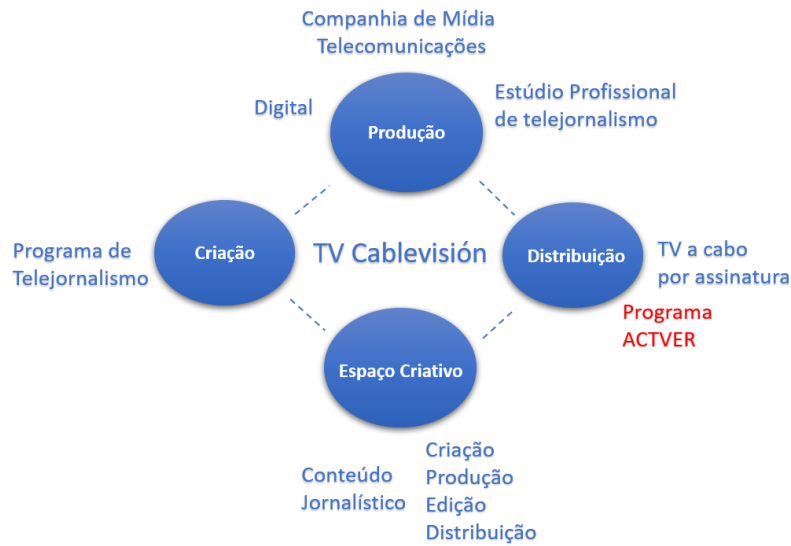 Companhia de Mídia
Telecomunicações
Digital
Produção
Estúdio Profissional
de telejornalismo
Programa de
Telejornalismo
Criação
TV Cablevisión
Distribuição
TV a cabo
por assinatura
Programa
ACTVER
Espaço Criativo
Conteúdo
Jornalístico
Criação
Produção
Edição
Distribuição